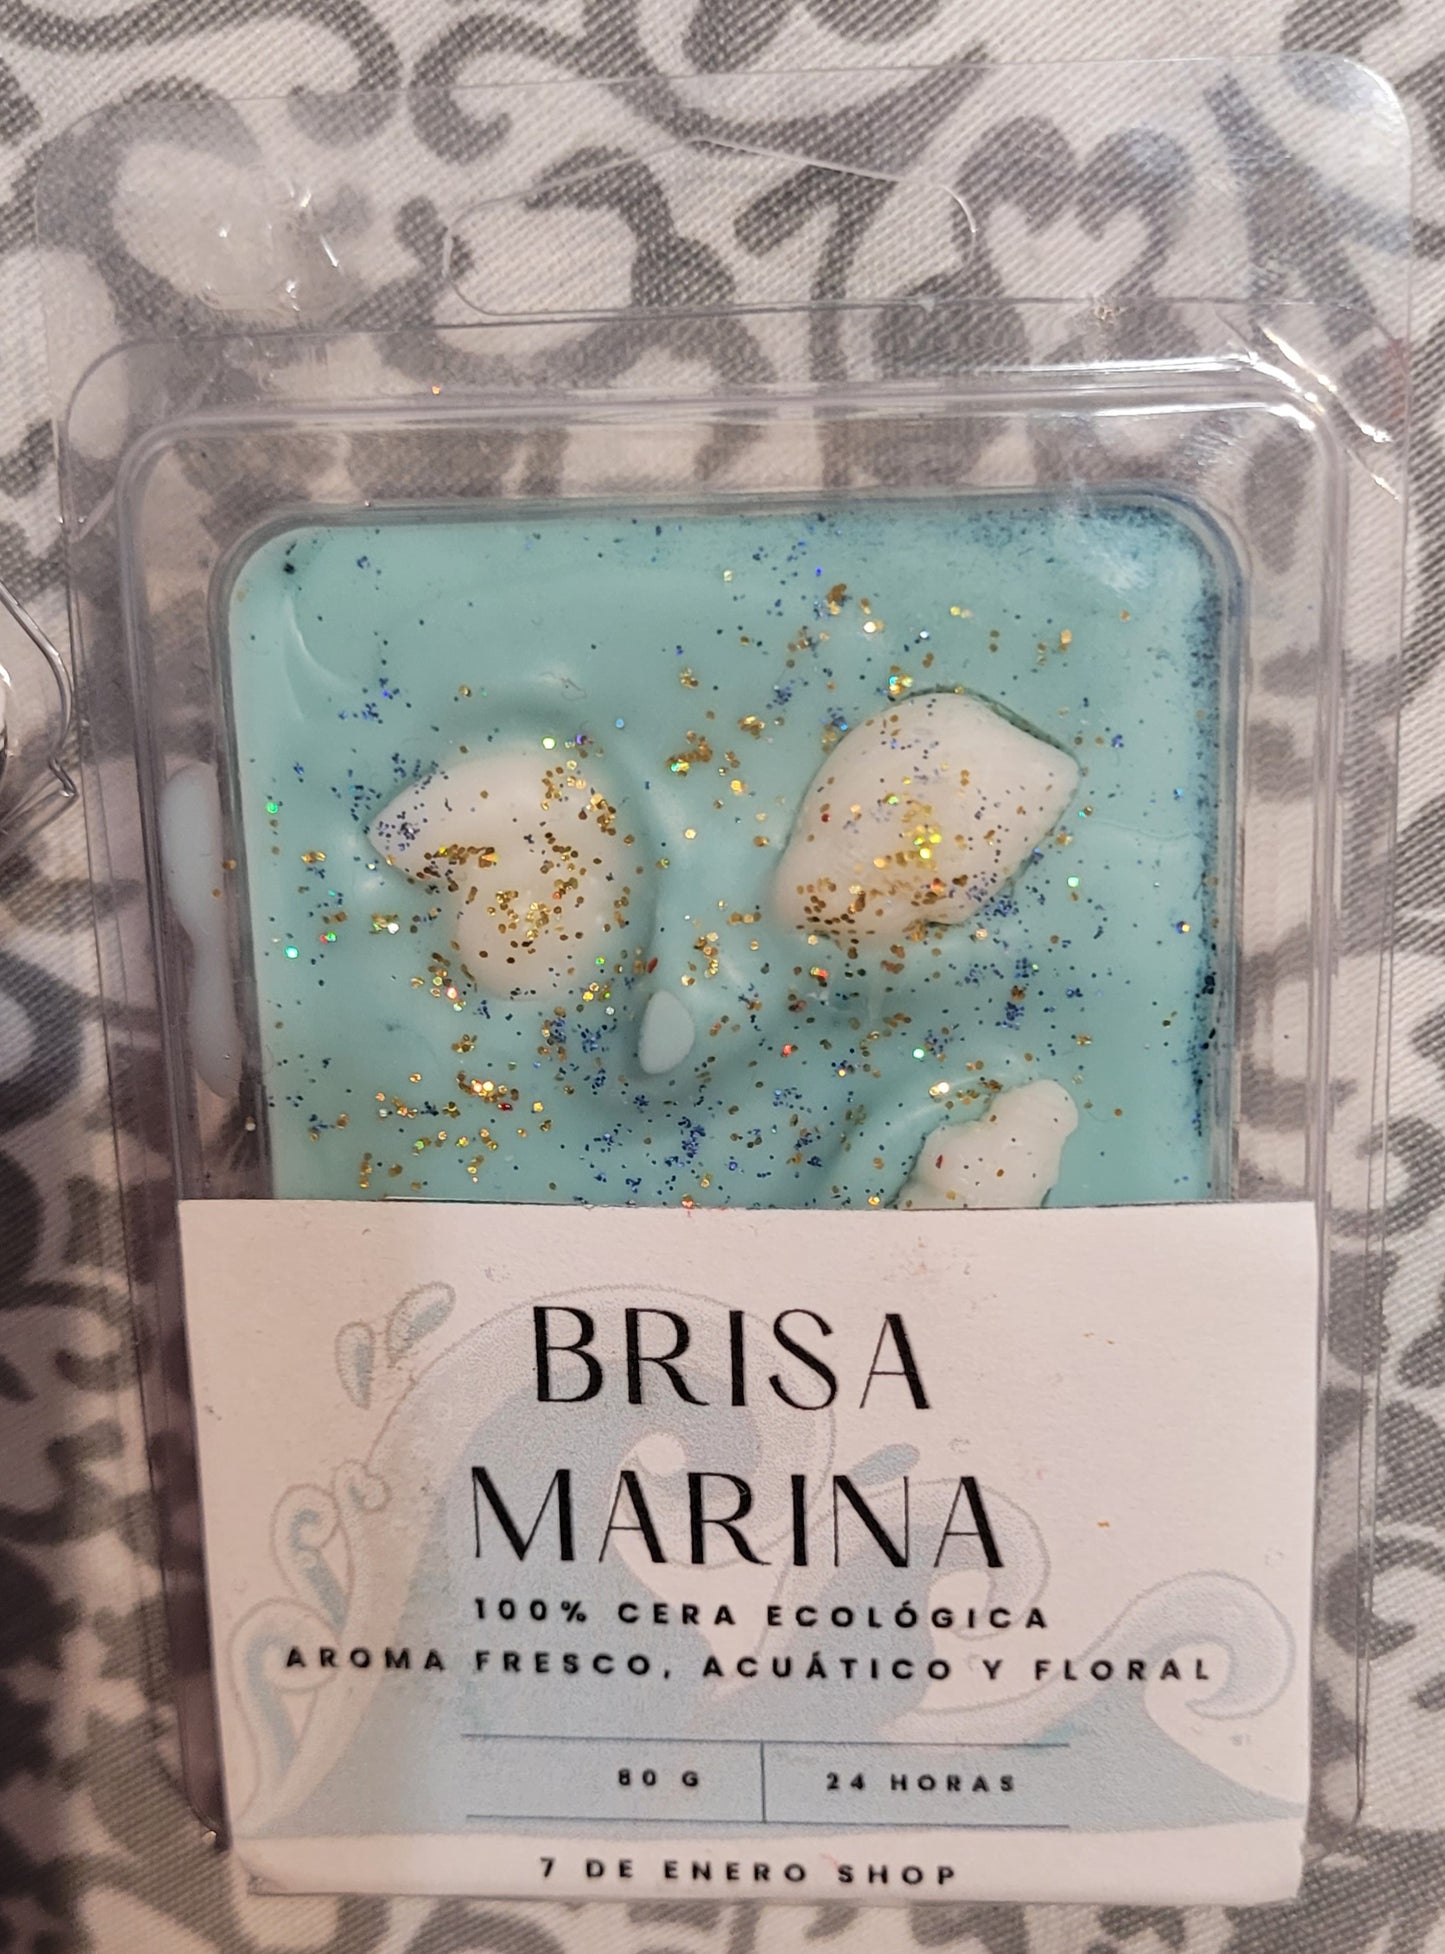 BRISA
MARINA
100% CERA ECOLÓGICA
AROMA FRESCO, ACUÁTICO Y FLORAL
80 G
24 HORAS
7 DE ENERO SHOP